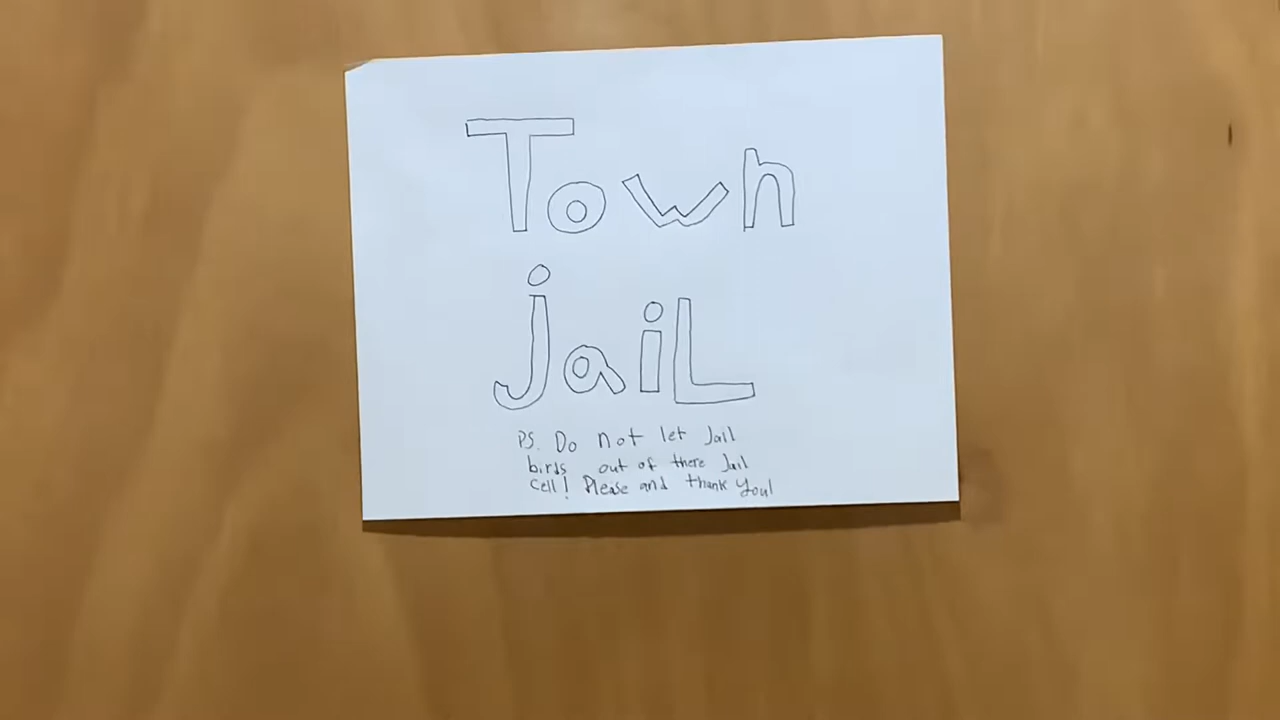 Town
jaiL
PS. Do not let Jail
birds out of there Jail
cell! Please and thank you!